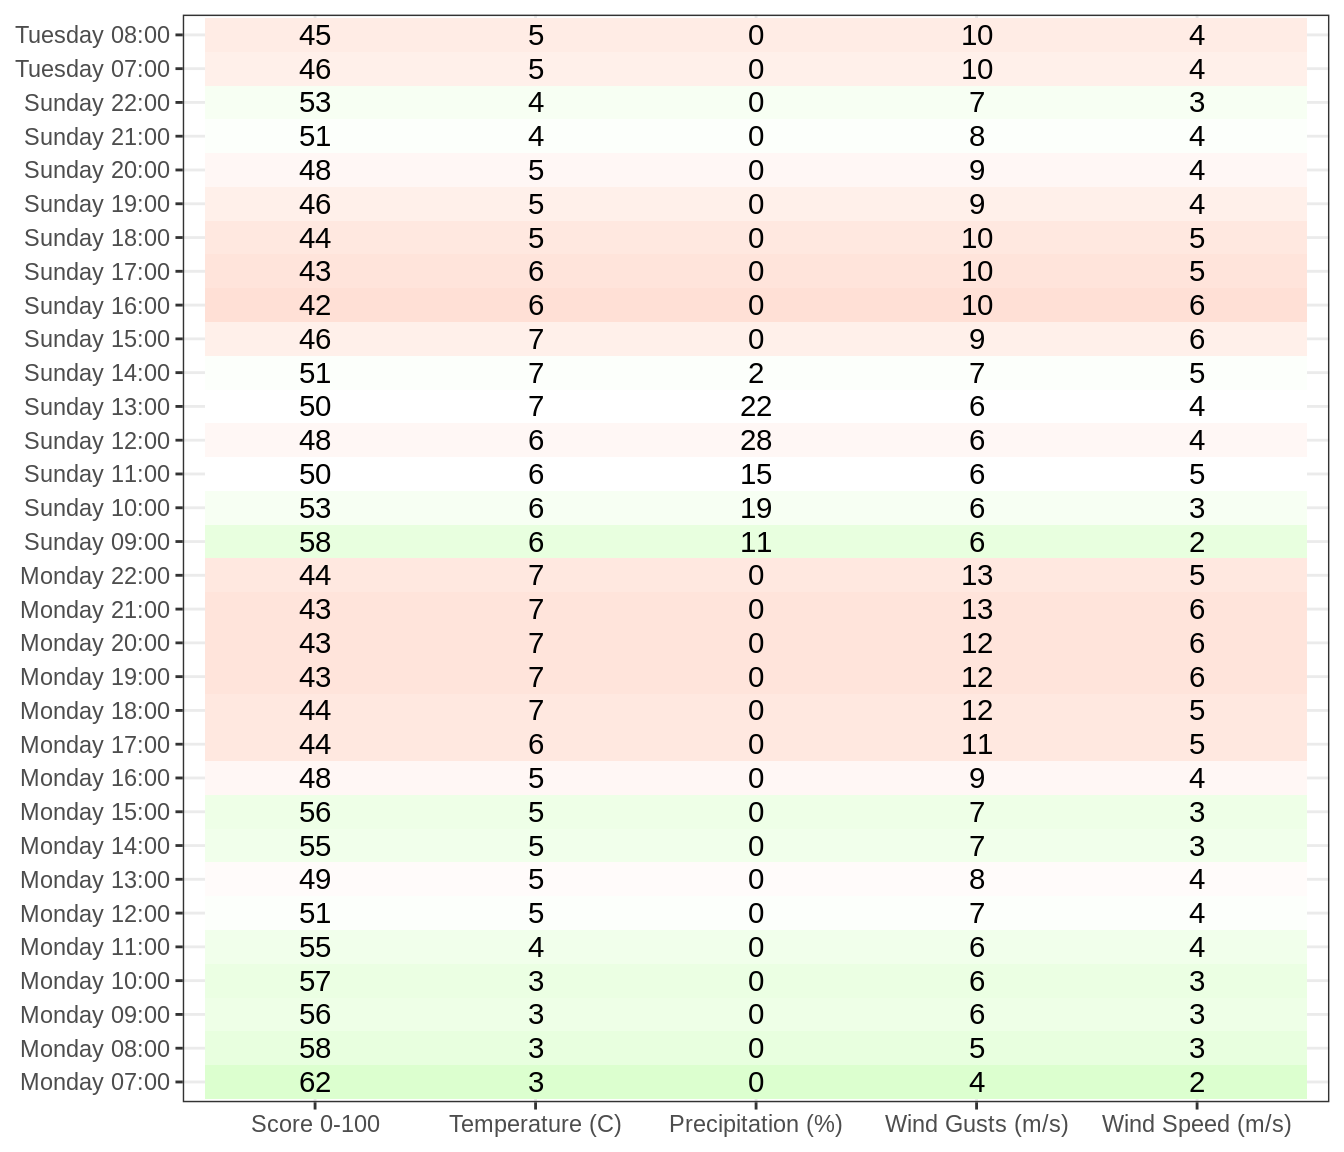 Tuesday 08:00 45 5 0 10 4
Tuesday 07:00 46 5 0 10 4
Sunday 22:00 53 4 0 7 3
Sunday 21:00 51 4 0 8 4
Sunday 20:00 48 5 0 9 4
Sunday 19:00 46 5 0 9 4
Sunday 18:00 44 5 0 10 5
Sunday 17:00 43 6 0 10 5
Sunday 16:00 42 6 0 10 6
Sunday 15:00 46 7 0 9 6
Sunday 14:00 51 7 2 7 5
Sunday 13:00 50 7 22 6 4
Sunday 12:00 48 6 28 6 4
Sunday 11:00 50 6 15 6 5
Sunday 10:00 53 6 19 6 3
Sunday 09:00 58 6 11 6 2
Monday 22:00 44 7 0 13 5
Monday 21:00 43 7 0 13 6
Monday 20:00 43 7 0 12 6
Monday 19:00 43 7 0 12 6
Monday 18:00 44 7 0 12 5
Monday 17:00 44 6 0 11 5
Monday 16:00 48 5 0 9 4
Monday 15:00 56 5 0 7 3
Monday 14:00 55 5 0 7 3
Monday 13:00 49 5 0 8 4
Monday 12:00 51 5 0 7 4
Monday 11:00 55 4 0 6 4
Monday 10:00 57 3 0 6 3
Monday 09:00 56 3 0 6 3
Monday 08:00 58 3 0 5 3
Monday 07:00 62 3 0 4 2
Score 0-100 Temperature (C) Precipitation (%) Wind Gusts (m/s) Wind Speed (m/s)